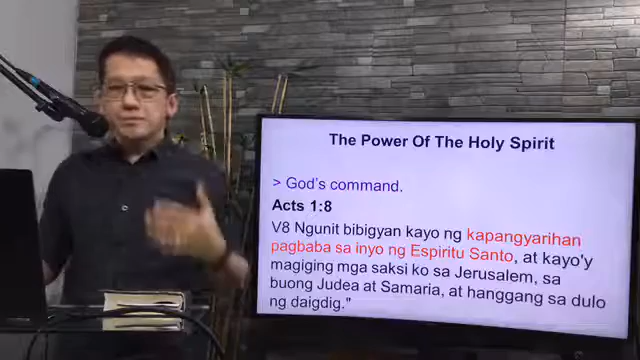 The Power Of The Holy Spirit
> God's command.
Acts 1:8
V8 Ngunit bibigyan kayo ng kapangyarihan
pagbaba sa inyo ng Espiritu Santo, at kayo'y
magiging mga saksi ko sa Jerusalem, sa
buong Judea at Samaria, at hanggang sa dulo
ng daigdig."